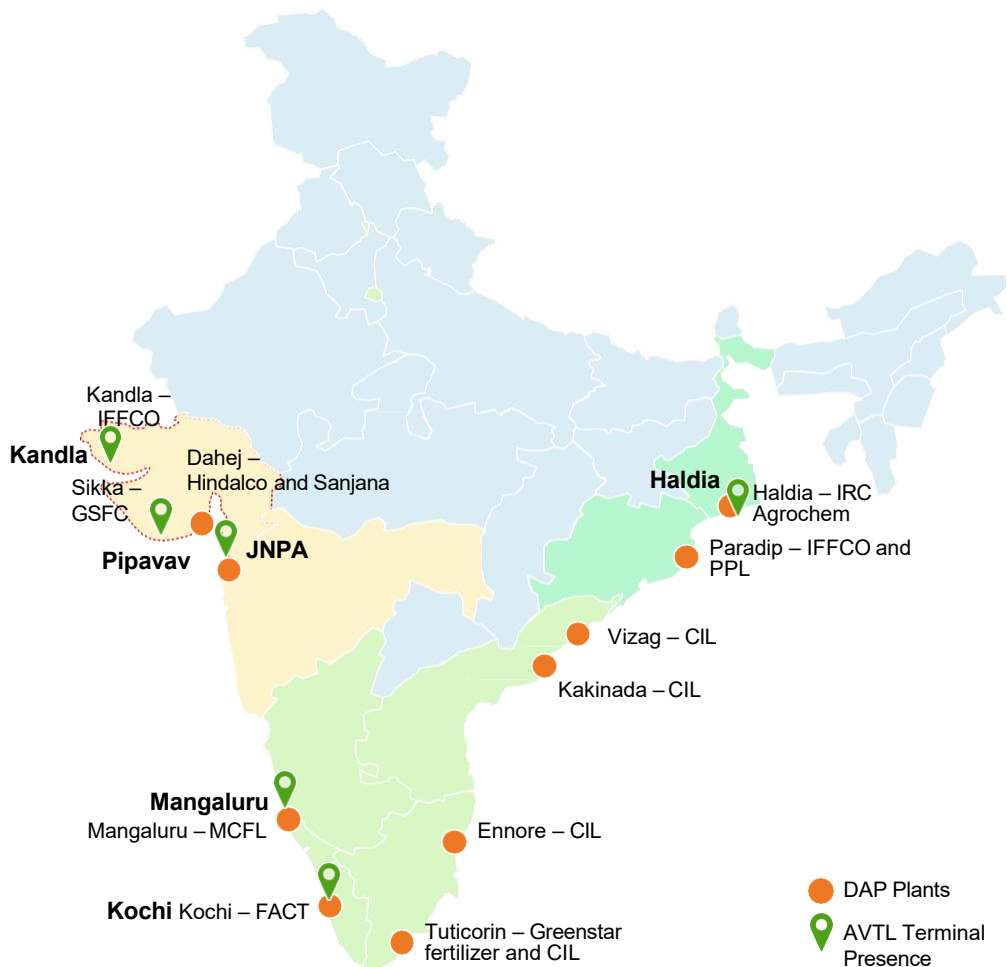 Kandla –
IFFCO
Kandla
Dahej –
Hindalco and Sanjana
Sikka –
GSFC
Pipavav
JNPA
Haldia
Haldia – IRC
Agrochem
Paradip – IFFCO and
PPL
Vizag – CIL
Kakinada – CIL
Mangaluru
Mangaluru – MCFL
Ennore – CIL
Kochi Kochi – FACT
Tuticorin – Greenstar
fertilizer and CIL
DAP Plants
AVTL Terminal
Presence